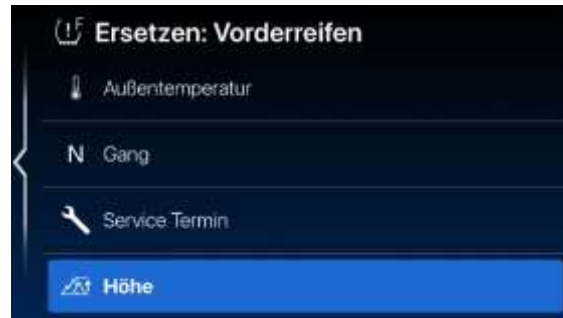 Ersetzen: Vorderreifen
Außentemperatur
N Gang
Service Termin
Höhe